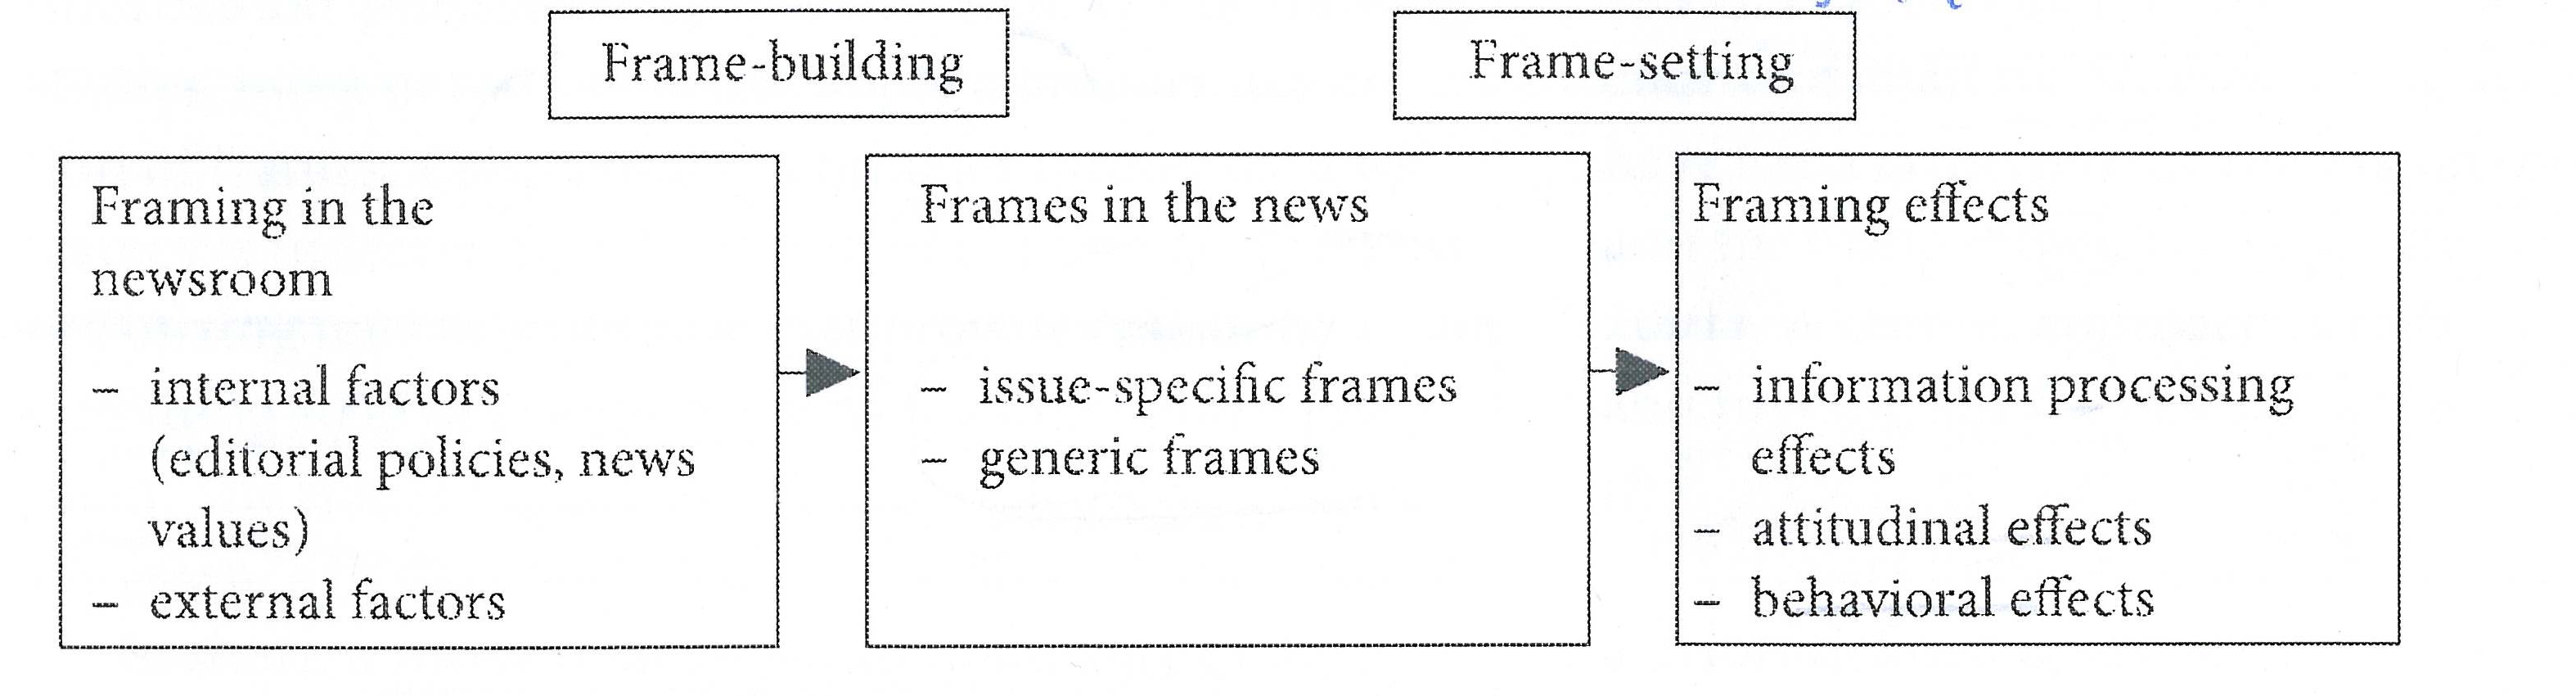 Frame-building
Frame-setting
Framing in the
newsroom
– internal factors
(editorial policies, news
values)
– external factors
Frames in the news
– issue-specific frames
– generic frames
Framing effects
– information processing
effects
– attitudinal effects
– behavioral effects